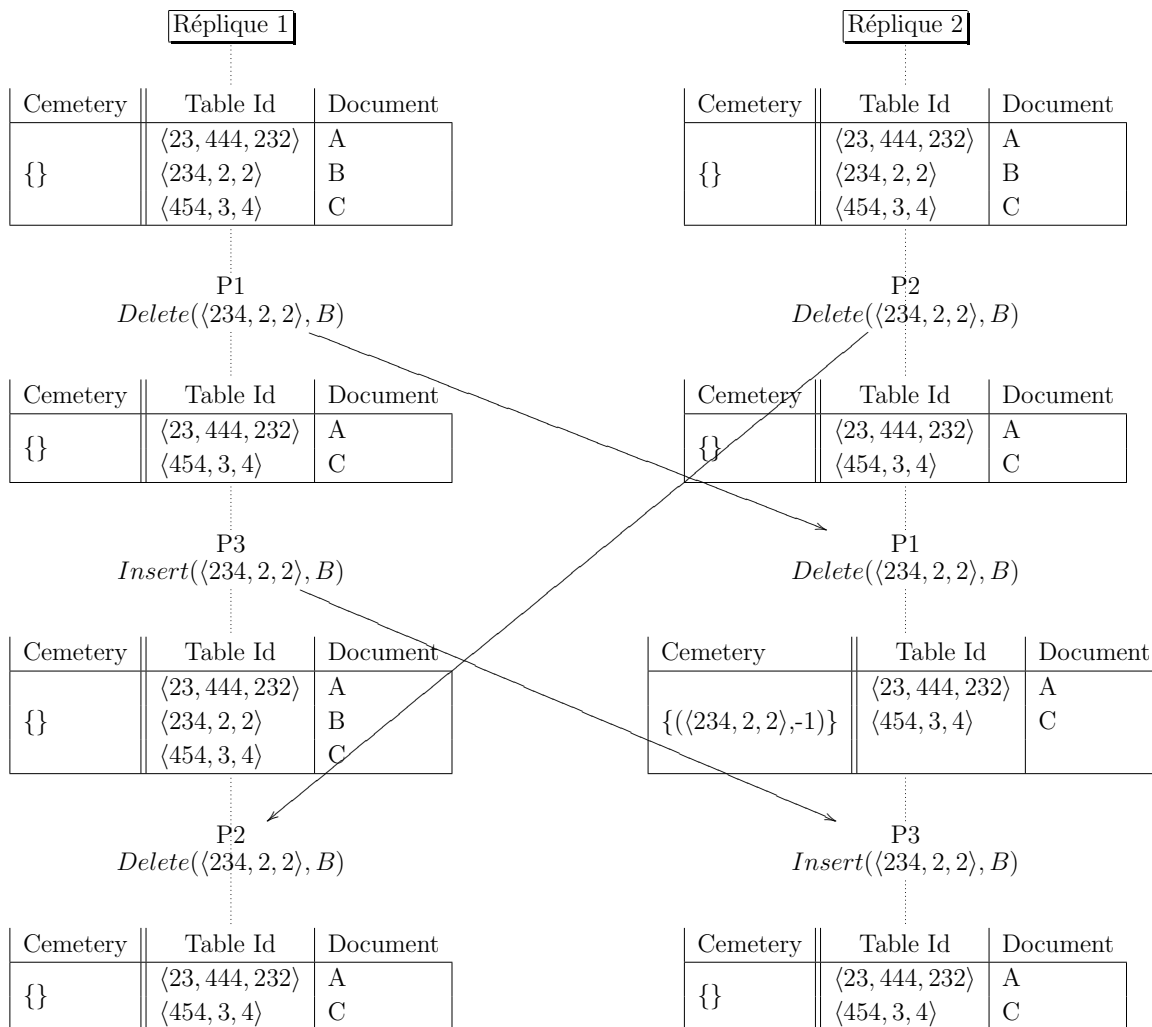 Réplique 1
Réplique 2
Cemetery Table Id Document
{} ⟨23, 444, 232⟩ A
⟨234, 2, 2⟩ B
⟨454, 3, 4⟩ C
Cemetery Table Id Document
{} ⟨23, 444, 232⟩ A
⟨234, 2, 2⟩ B
⟨454, 3, 4⟩ C
P1
Delete(⟨234, 2, 2⟩, B)
P2
Delete(⟨234, 2, 2⟩, B)
Cemetery Table Id Document
{} ⟨23, 444, 232⟩ A
⟨454, 3, 4⟩ C
Cemetery Table Id Document
{} ⟨23, 444, 232⟩ A
⟨454, 3, 4⟩ C
P3
Insert(⟨234, 2, 2⟩, B)
P1
Delete(⟨234, 2, 2⟩, B)
Cemetery Table Id Document
{} ⟨23, 444, 232⟩ A
⟨234, 2, 2⟩ B
⟨454, 3, 4⟩ C
Cemetery Table Id Document
⟨23, 444, 232⟩ A
{(⟨234, 2, 2⟩,-1)} ⟨454, 3, 4⟩ C
P2
Delete(⟨234, 2, 2⟩, B)
P3
Insert(⟨234, 2, 2⟩, B)
Cemetery Table Id Document
{} ⟨23, 444, 232⟩ A
⟨454, 3, 4⟩ C
Cemetery Table Id Document
{} ⟨23, 444, 232⟩ A
⟨454, 3, 4⟩ C